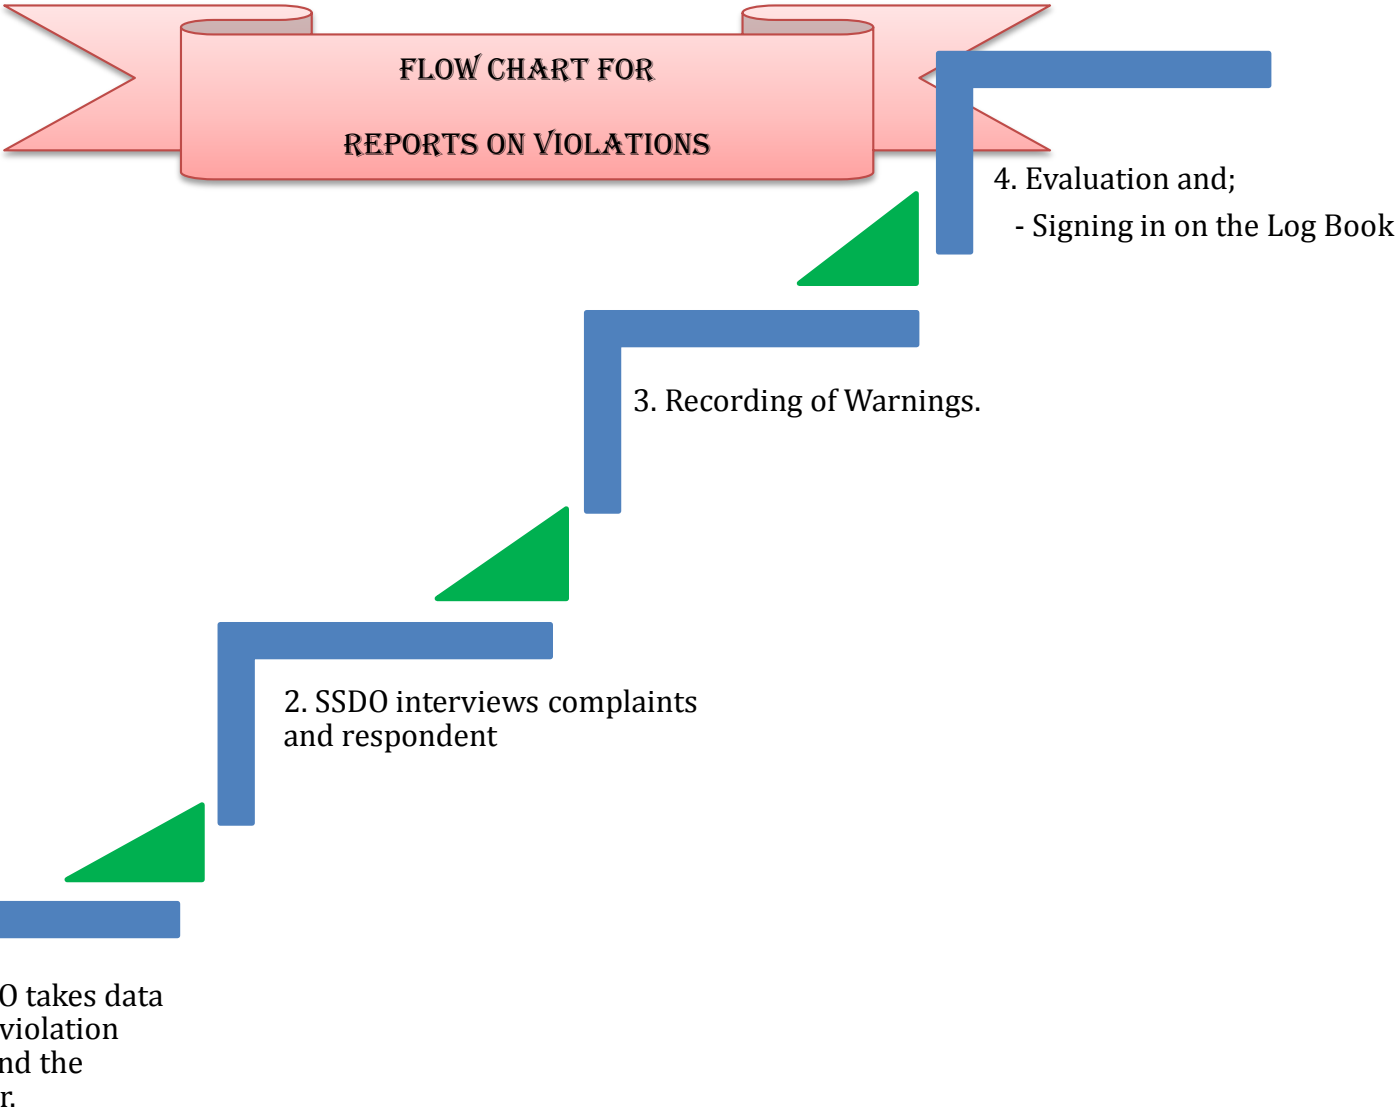 FLOW CHART FOR
REPORTS ON VIOLATIONS
4. Evaluation and;
- Signing in on the Log Book
3. Recording of Warnings.
2. SSDO interviews complaints
and respondent
O takes data
violation
nd the
r.